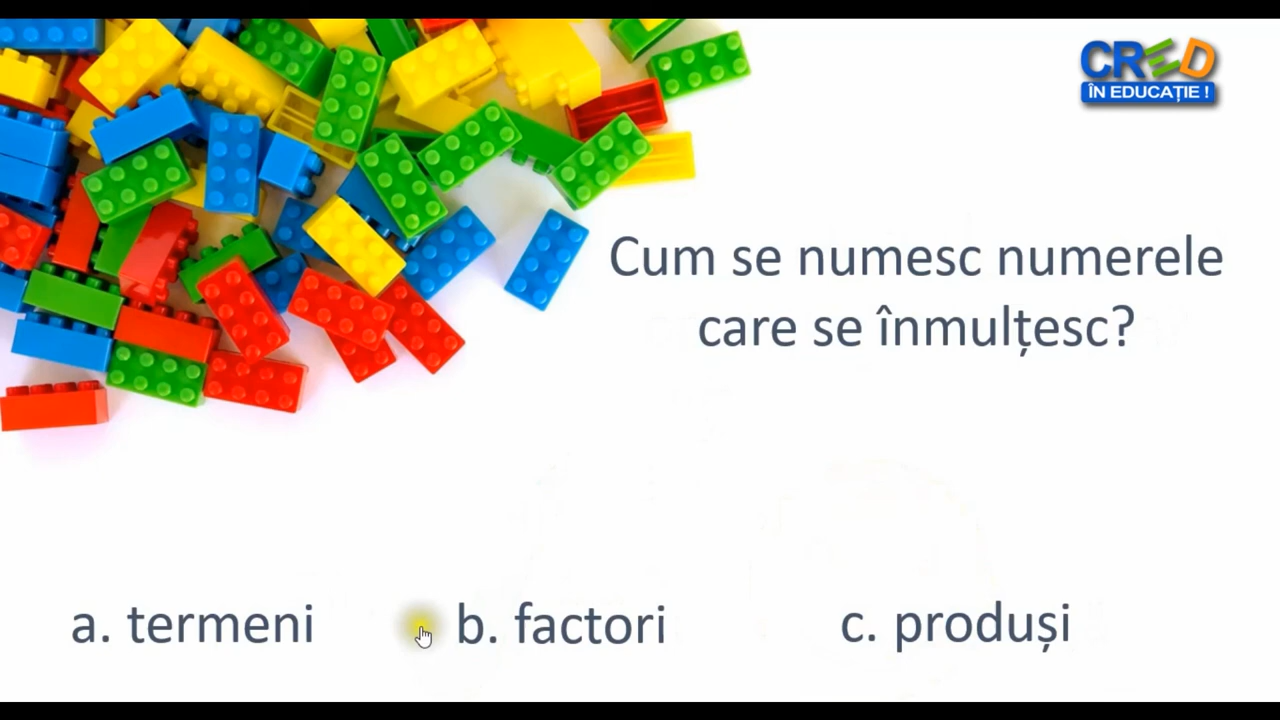 CRED
ÎN EDUCAȚIE !
Cum se numesc numerele
care se înmulțesc?
a. termeni
b. factori
c. produși